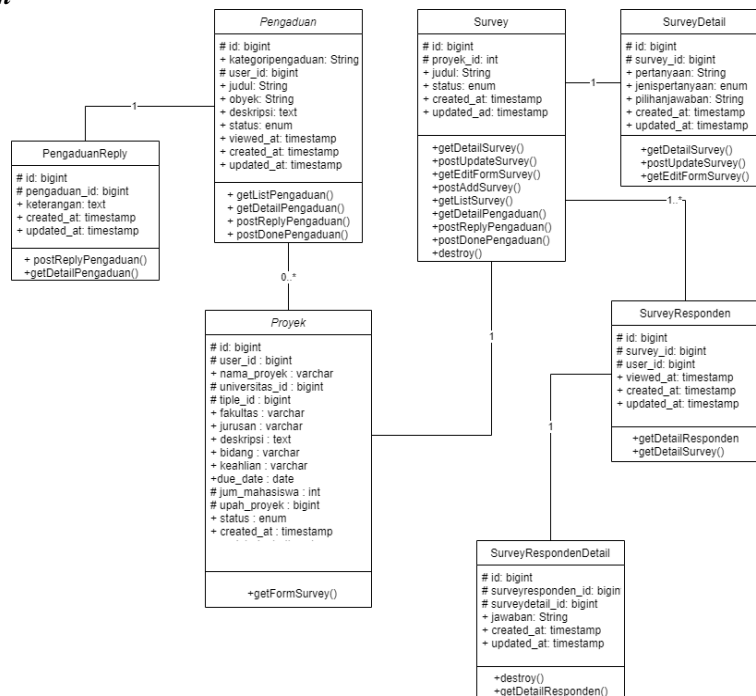 Pengaduan
# id: bigint
+ kategoripengaduan: String
# user_id: bigint
+ judul: String
+ obyek: String
+ deskripsi: text
+ status: enum
+ viewed_at: timestamp
+ created_at: timestamp
+ updated_at: timestamp
+ getListPengaduan()
+ getDetailPengaduan()
+ postReplyPengaduan()
+ postDonePengaduan()
Survey
# id: bigint
# proyek_id: int
+ judul: String
+ status: enum
+ created_at: timestamp
+ updated_ad: timestamp
+getDetailSurvey()
+postUpdateSurvey()
+getEditFormSurvey()
+postAddSurvey()
+getListSurvey()
+getDetailPengaduan()
+postReplyPengaduan()
+postDonePengaduan()
+destroy()
SurveyDetail
# id: bigint
# survey_id: bigint
+ pertanyaan: String
+ jenispertanyaan: enum
+ pilihanjawaban: String
+ created_at: timestamp
+ updated_at: timestamp
+getDetailSurvey()
+postUpdateSurvey()
+getEditFormSurvey()
1
1
PengaduanReply
# id: bigint
# pengaduan_id: bigint
+ keterangan: text
+ created_at: timestamp
+ updated_at: timestamp
+ postReplyPengaduan()
+getDetailPengaduan()
1..*
0..*
Proyek
# id: bigint
# user_id : bigint
+ nama_proyek : varchar
# universitas_id : bigint
# tiple_id : bigint
+ fakultas : varchar
+ jurusan : varchar
+ deskripsi : text
+ bidang : varchar
+ keahlian : varchar
+due_date : date
# jum_mahasiswa : int
# upah_proyek : bigint
+ status : enum
+ created_at : timestamp
+getFormSurvey()
1
SurveyResponden
# id: bigint
# survey_id: bigint
# user_id: bigint
+ viewed_at: timestamp
+ created_at: timestamp
+ updated_at: timestamp
+getDetailResponden
+getDetailSurvey()
1
SurveyRespondenDetail
# id: bigint
# surveyresponden_id: bigin
# surveydetail_id: bigint
+ jawaban: String
+ created_at: timestamp
+ updated_at: timestamp
+destroy()
+getDetailResponden()